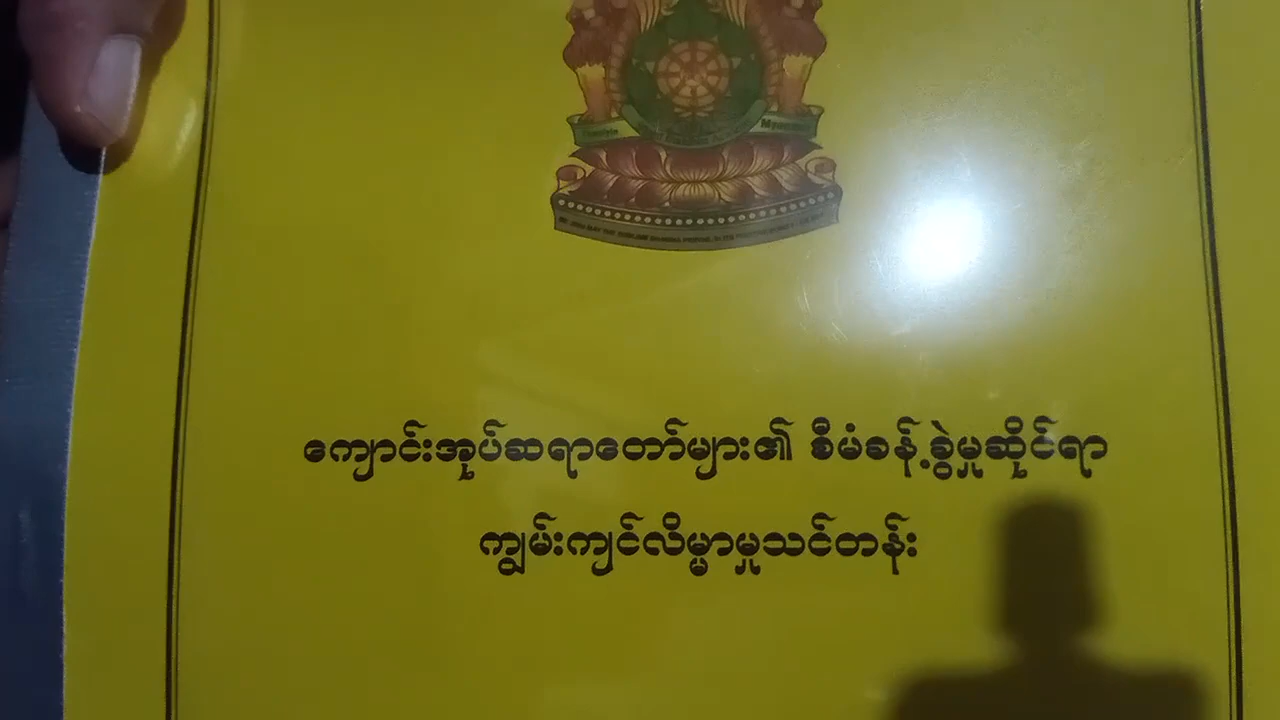 Myanmar
ကျောင်းအုပ်ဆရာတော်များ၏ စီမံခန့်ခွဲမှုဆိုင်ရာ
ကျွမ်းကျင်လိမ္မာမှုသင်တန်း